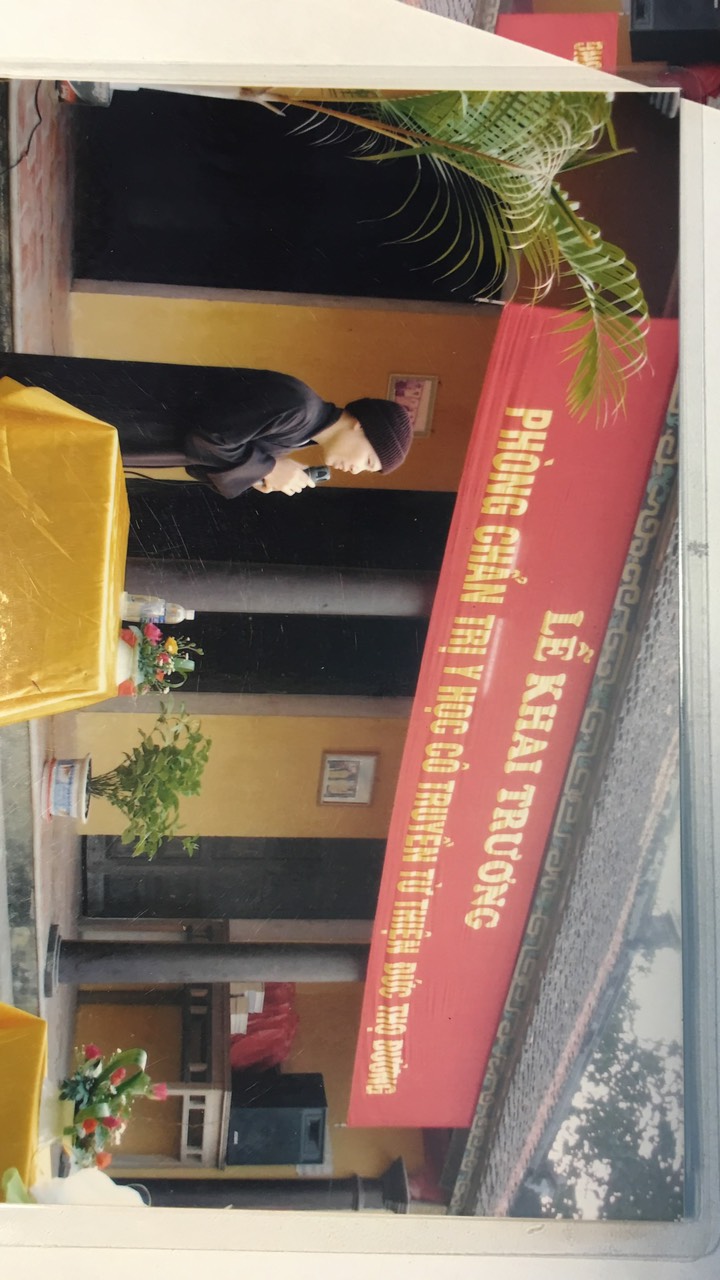 LỄ KHAI TRƯƠNG
PHÒNG CHẨN TRỊ Y HỌC CỔ TRUYỀN TỪ THIỆN ĐỨC THỌ ĐƯỜNG